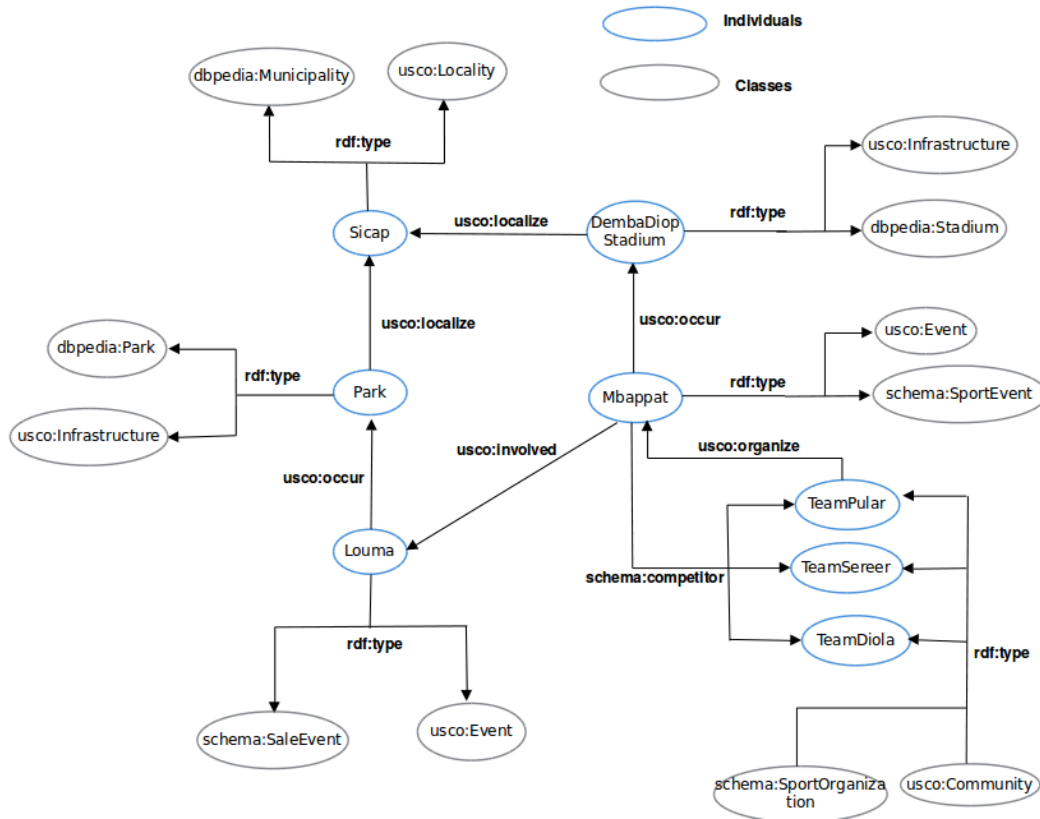 Individuals
dbpedia:Municipality
usco:Locality
Classes
rdf:type
usco:Infrastructure
Sicap
usco:localize
DembaDiop
Stadium
rdf:type
dbpedia:Stadium
usco:localize
usco:occur
usco:Event
dbpedia:Park
rdf:type
Park
Mbappat
rdf:type
schema:SportEvent
usco:Infrastructure
usco:involved
usco:organize
usco:occur
TeamPular
Louma
TeamSereer
schema:competitor
rdf:type
TeamDiola
rdf:type
schema:SaleEvent
usco:Event
schema:SportOrganiza
tion
usco:Community